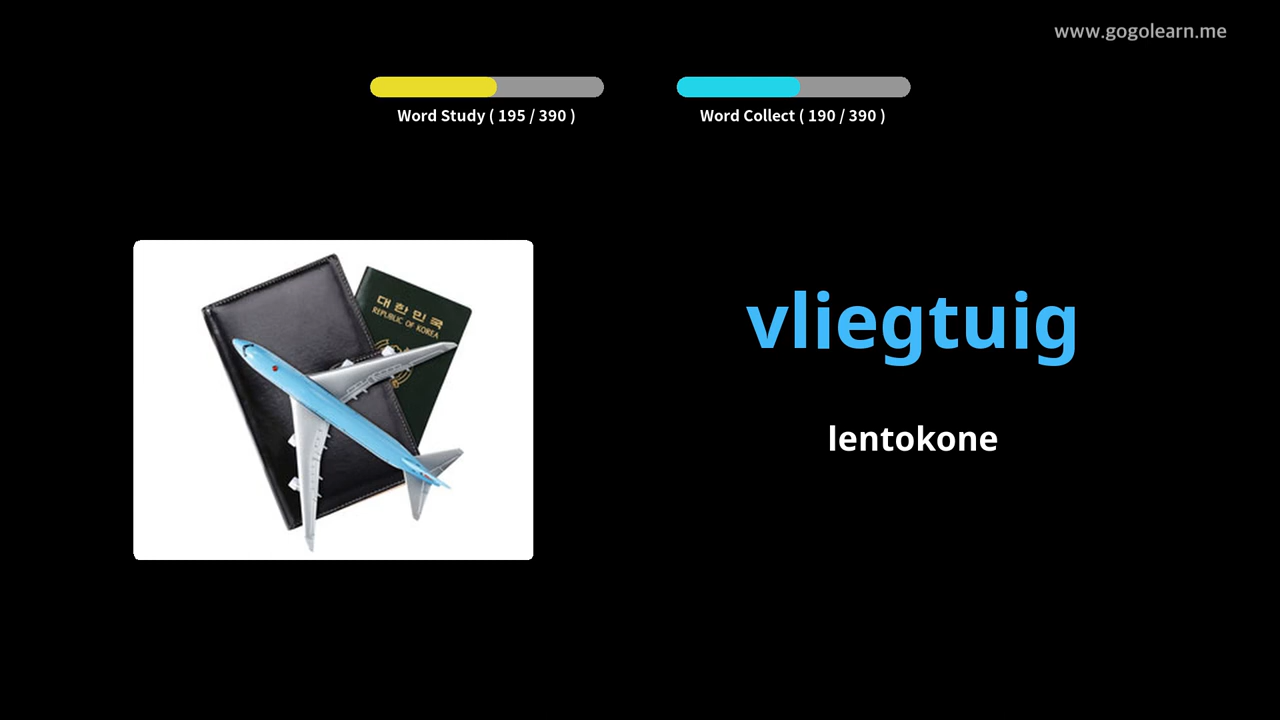 www.gogolearn.me
Word Study ( 195 / 390 )
Word Collect ( 190 / 390 )
대한민국
REPUBLIC OF KOREA
vliegtuig
lentokone